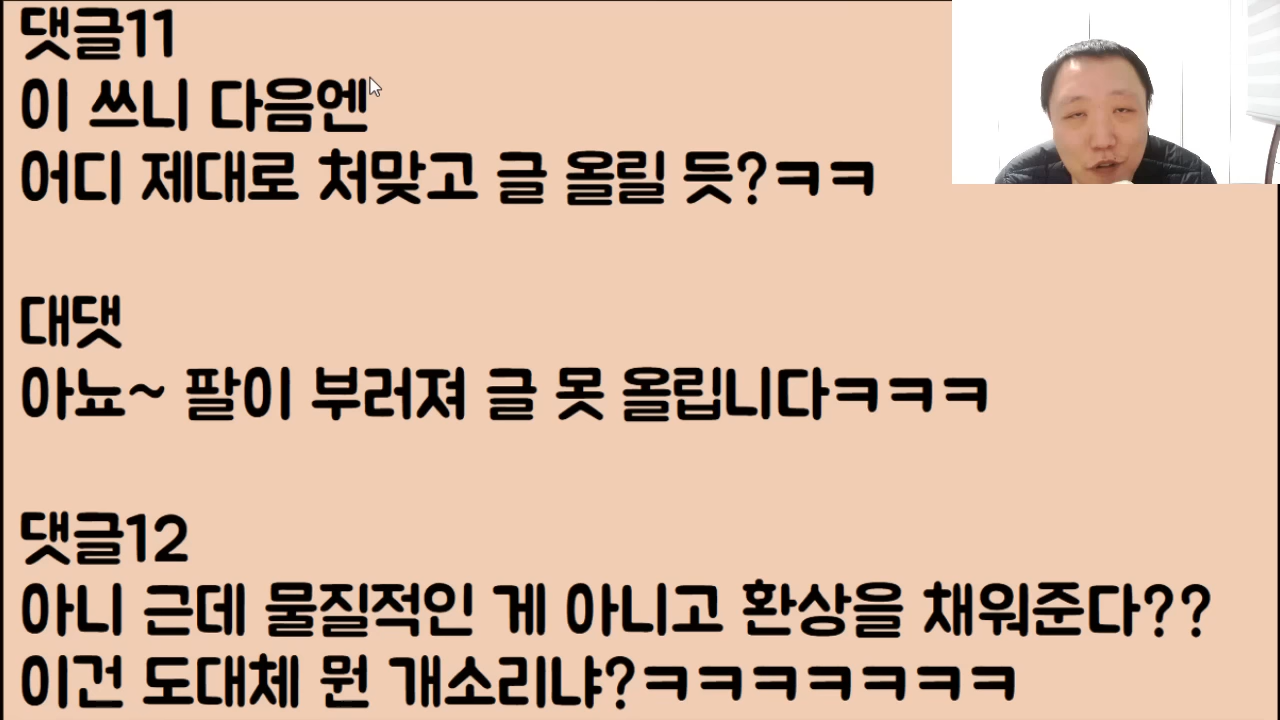 댓글11
이 쓰니 다음엔
어디 제대로 처맞고 글 올릴 듯?ㅋㅋ
대댓
아뇨~ 팔이 부러져 글 못 올립니다ㅋㅋㅋ
댓글12
아니 근데 물질적인 게 아니고 환상을 채워준다??
이건 도대체 뭔 개소리냐?ㅋㅋㅋㅋㅋㅋㅋ